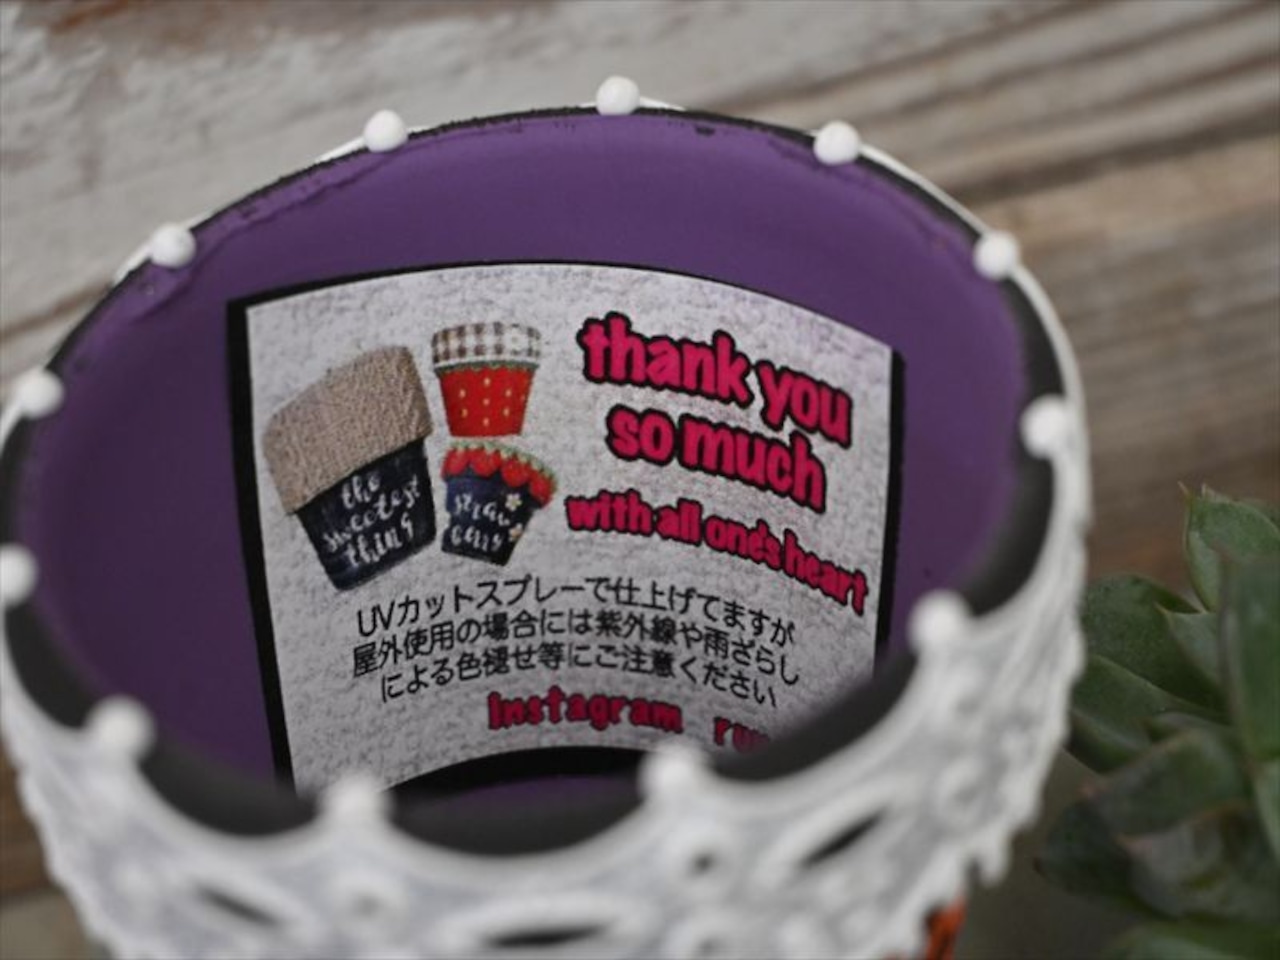 thank you
so much
with all one's heart
the
sweetest
thing
straw
berry
UVカットスプレーで仕上げてますが
屋外使用の場合には紫外線や雨ざらし
による色褪せ等にご注意ください
Instagram